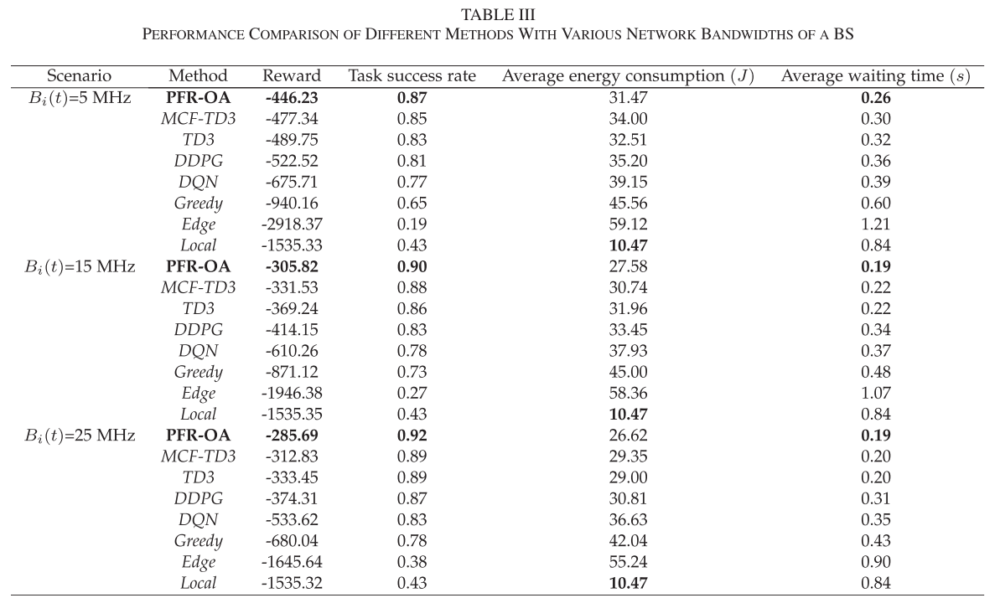 TABLE III
PERFORMANCE COMPARISON OF DIFFERENT METHODS WITH VARIOUS NETWORK BANDWIDTHS OF A BS
Scenario Method Reward Task success rate Average energy consumption (J) Average waiting time (s)
B_i(t)=5 MHz PFR-OA -446.23 0.87 31.47 0.26
MCF-TD3 -477.34 0.85 34.00 0.30
TD3 -489.75 0.83 32.51 0.32
DDPG -522.52 0.81 35.20 0.36
DQN -675.71 0.77 39.15 0.39
Greedy -940.16 0.65 45.56 0.60
Edge -2918.37 0.19 59.12 1.21
Local -1535.33 0.43 10.47 0.84
B_i(t)=15 MHz PFR-OA -305.82 0.90 27.58 0.19
MCF-TD3 -331.53 0.88 30.74 0.22
TD3 -369.24 0.86 31.96 0.22
DDPG -414.15 0.83 33.45 0.34
DQN -610.26 0.78 37.93 0.37
Greedy -871.12 0.73 45.00 0.48
Edge -1946.38 0.27 58.36 1.07
Local -1535.35 0.43 10.47 0.84
B_i(t)=25 MHz PFR-OA -285.69 0.92 26.62 0.19
MCF-TD3 -312.83 0.89 29.35 0.20
TD3 -333.45 0.89 29.00 0.20
DDPG -374.31 0.87 30.81 0.31
DQN -533.62 0.83 36.63 0.35
Greedy -680.04 0.78 42.04 0.43
Edge -1645.64 0.38 55.24 0.90
Local -1535.32 0.43 10.47 0.84